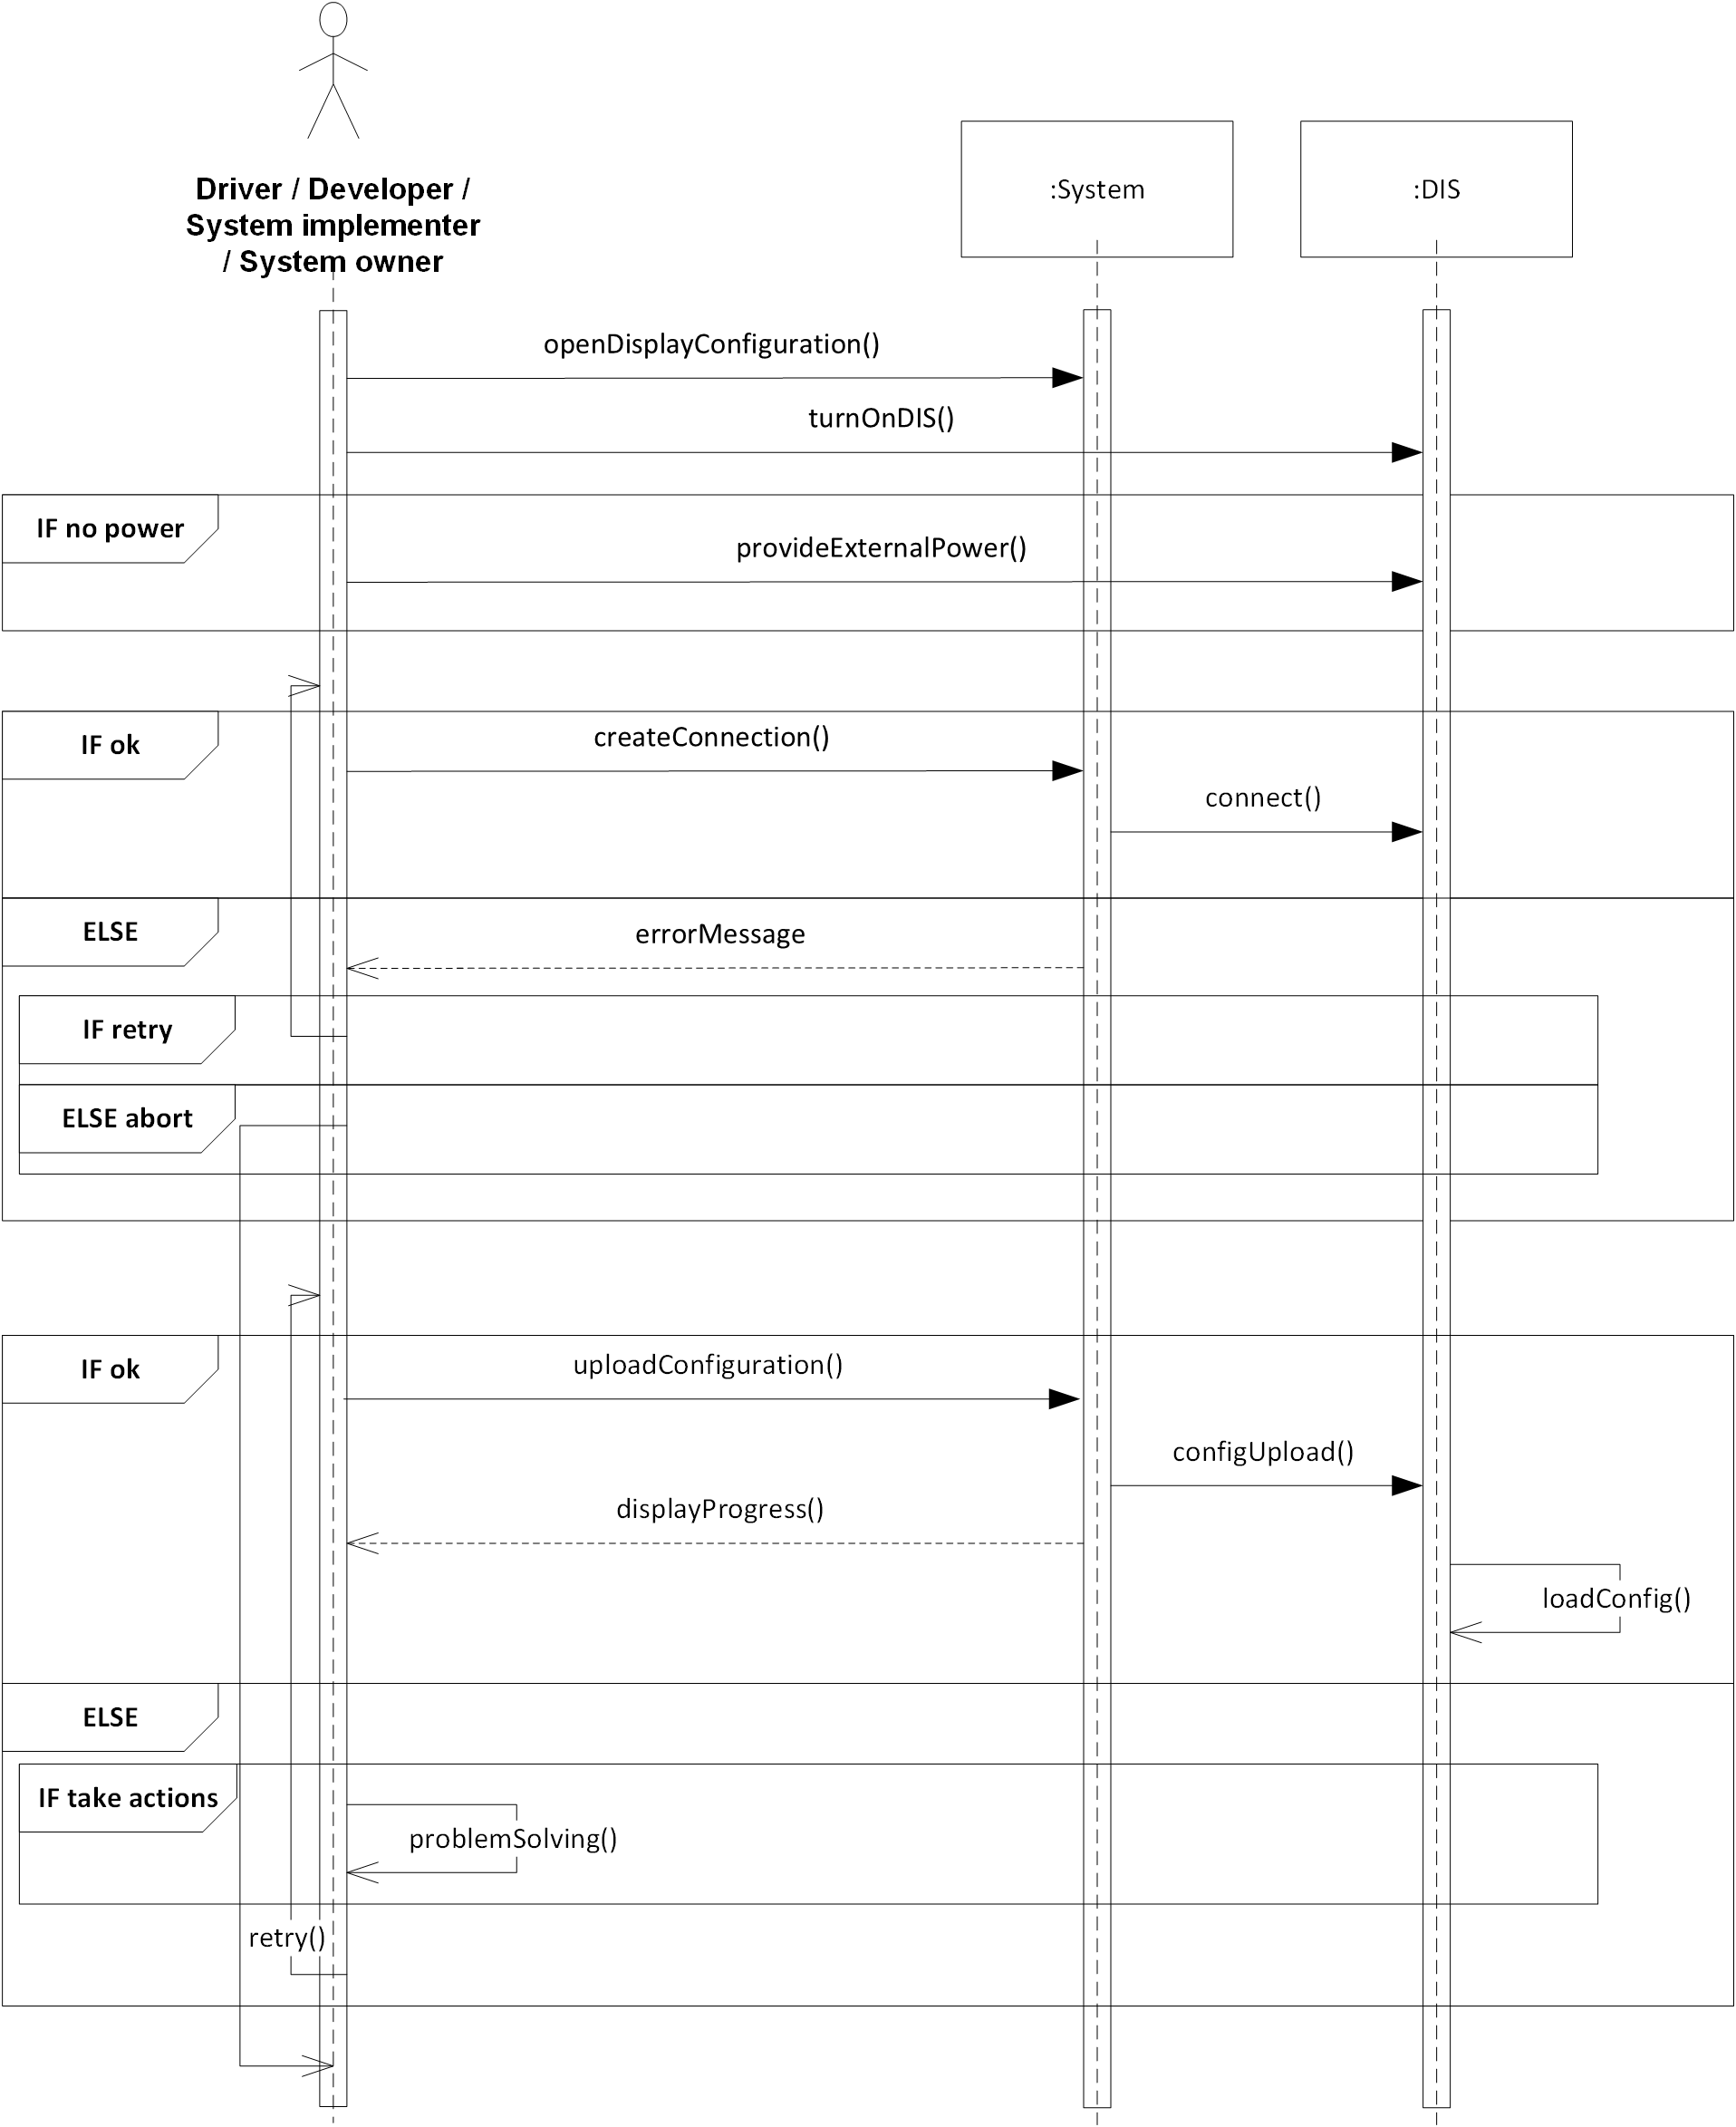 Driver / Developer /
System implementer
/ System owner
:System
:DIS
openDisplayConfiguration()
turnOnDIS()
IF no power
provideExternalPower()
IF ok
createConnection()
connect()
ELSE
errorMessage
IF retry
ELSE abort
IF ok
uploadConfiguration()
configUpload()
displayProgress()
loadConfig()
ELSE
IF take actions
problemSolving()
retry()